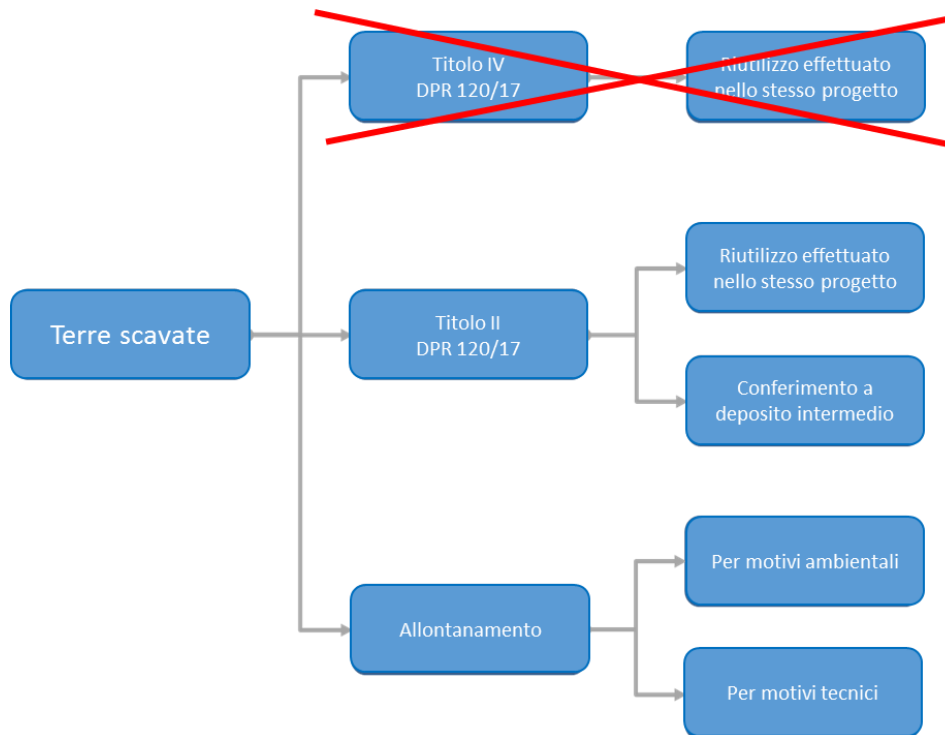 Titolo IV
DPR 120/17
Riutilizzo effettuato
nello stesso progetto
Terre scavate
Titolo II
DPR 120/17
Riutilizzo effettuato
nello stesso progetto
Conferimento a
deposito intermedio
Allontanamento
Per motivi ambientali
Per motivi tecnici